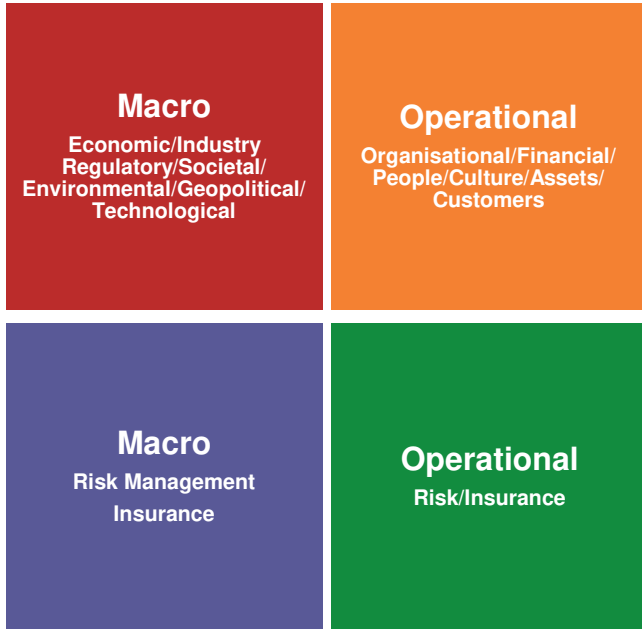 Macro
Economic/Industry
Regulatory/Societal/
Environmental/Geopolitical/
Technological
Operational
Organisational/Financial/
People/Culture/Assets/
Customers
Macro
Risk Management
Insurance
Operational
Risk/Insurance